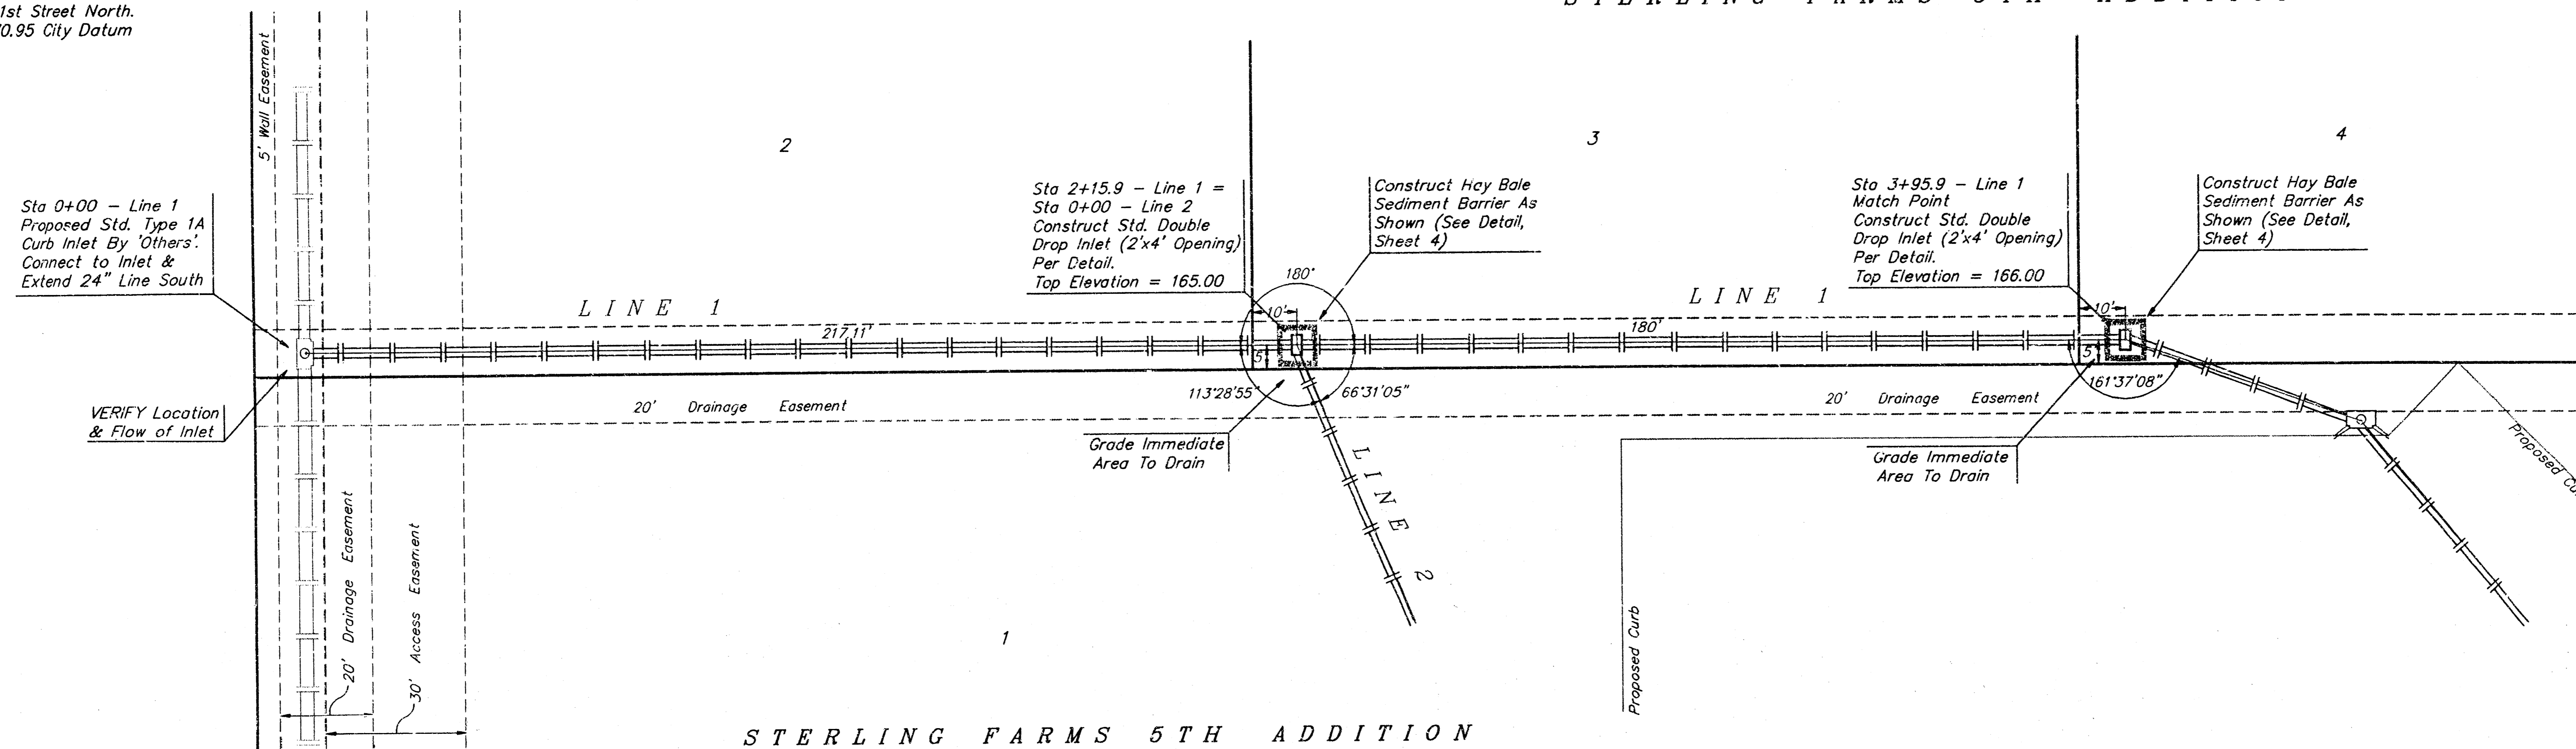 1st Street North.
0.95 City Datum
5' Wall Easement
2
3
4
Sta 0+00 - Line 1
Proposed Std. Type 1A
Curb Inlet By 'Others'.
Connect to Inlet &
Extend 24" Line South
Sta 2+15.9 - Line 1 =
Sta 0+00 - Line 2
Construct Std. Double
Drop Inlet (2'x4' Opening)
Per Detail.
Top Elevation = 165.00
Construct Hay Bale
Sediment Barrier As
Shown (See Detail,
Sheet 4)
Sta 3+95.9 - Line 1
Match Point
Construct Std. Double
Drop Inlet (2'x4' Opening)
Per Detail.
Top Elevation = 166.00
Construct Hay Bale
Sediment Barrier As
Shown (See Detail,
Sheet 4)
180°
LINE 1
LINE 1
10'
10'
217.11'
180'
5'
5'
113°28'55"
66°31'05"
161°37'08"
VERIFY Location
& Flow of Inlet
20' Drainage Easement
20' Drainage Easement
Grade Immediate
Area To Drain
Grade Immediate
Area To Drain
LINE 2
Proposed
20' Drainage Easement
30' Access Easement
1
Proposed Curb
STERLING FARMS 5TH ADDITION